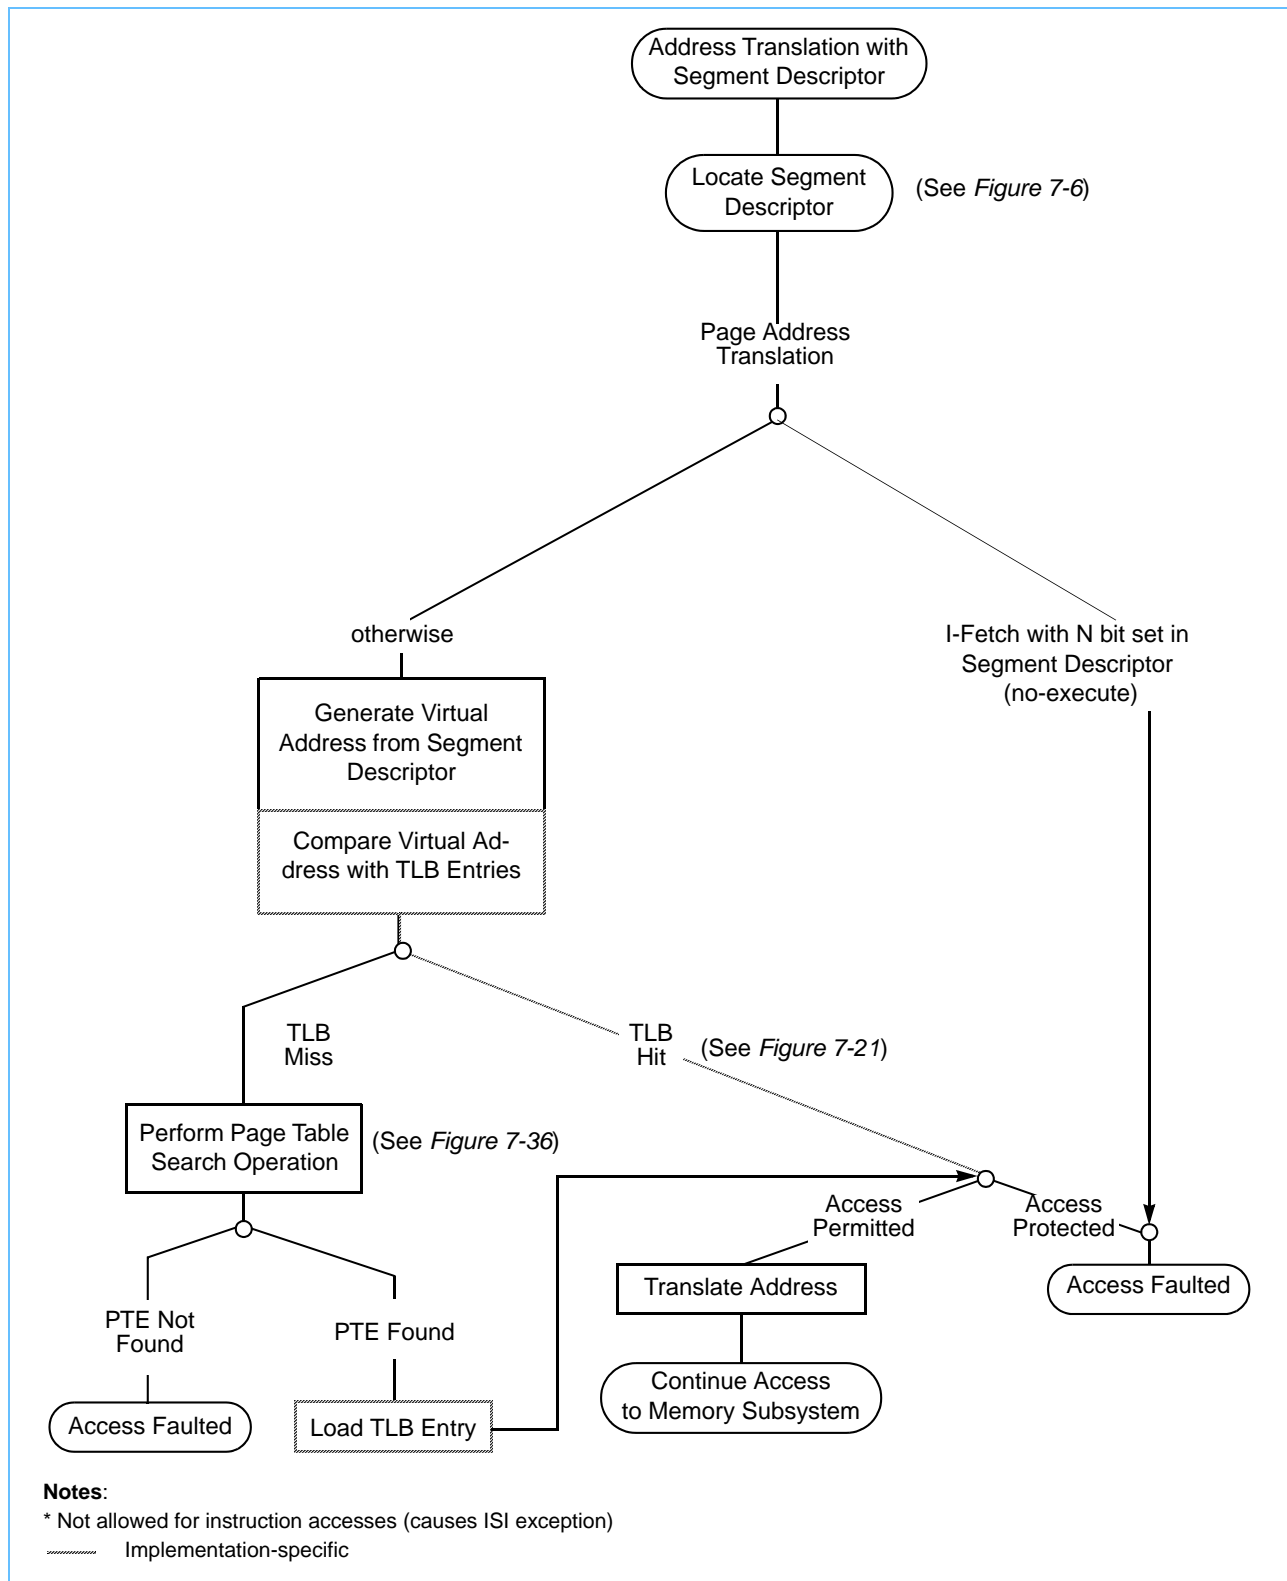 Address Translation with
Segment Descriptor
Locate Segment
Descriptor
(See Figure 7-6)
Page Address
Translation
otherwise
I-Fetch with N bit set in
Segment Descriptor
(no-execute)
Generate Virtual
Address from Segment
Descriptor
Compare Virtual Ad-
dress with TLB Entries
TLB
Miss
TLB
Hit
(See Figure 7-21)
Perform Page Table
Search Operation
(See Figure 7-36)
Access
Permitted
Access
Protected
Translate Address
Access Faulted
PTE Not
Found
PTE Found
Continue Access
to Memory Subsystem
Access Faulted
Load TLB Entry
Notes:
* Not allowed for instruction accesses (causes ISI exception)
Implementation-specific